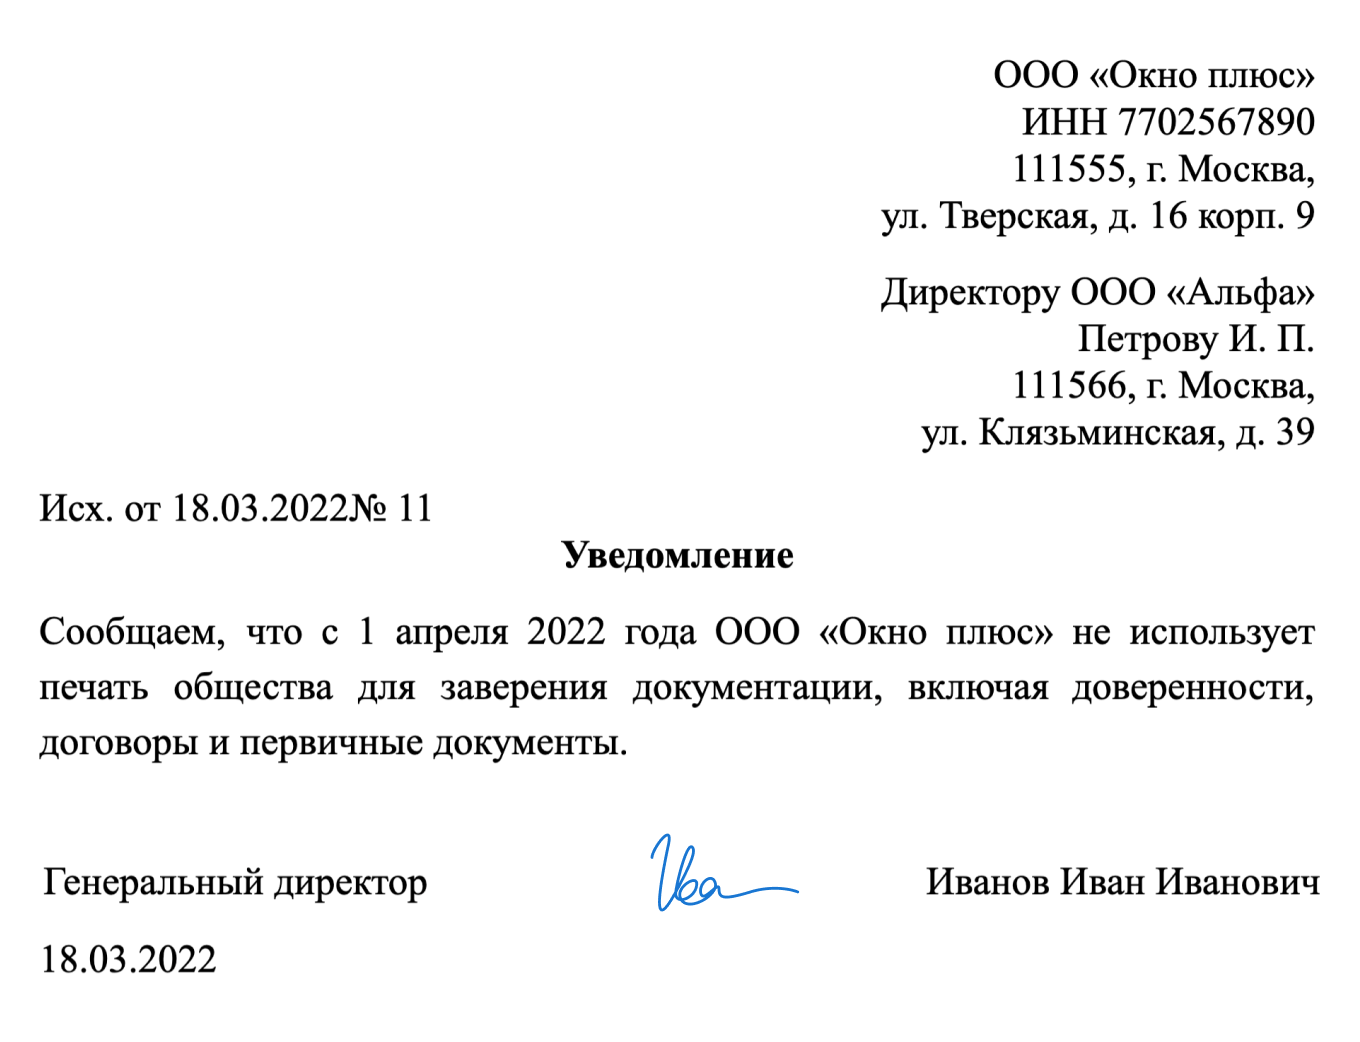 ООО «Окно плюс»
ИНН 7702567890
111555, г. Москва,
ул. Тверская, д. 16 корп. 9
Директору ООО «Альфа»
Петрову И. П.
111566, г. Москва,
ул. Клязьминская, д. 39
Исх. от 18.03.2022№ 11
Уведомление
Сообщаем, что с 1 апреля 2022 года ООО «Окно плюс» не использует
печать общества для заверения документации, включая доверенности,
договоры и первичные документы.
Генеральный директор Ива Иванов Иван Иванович
18.03.2022